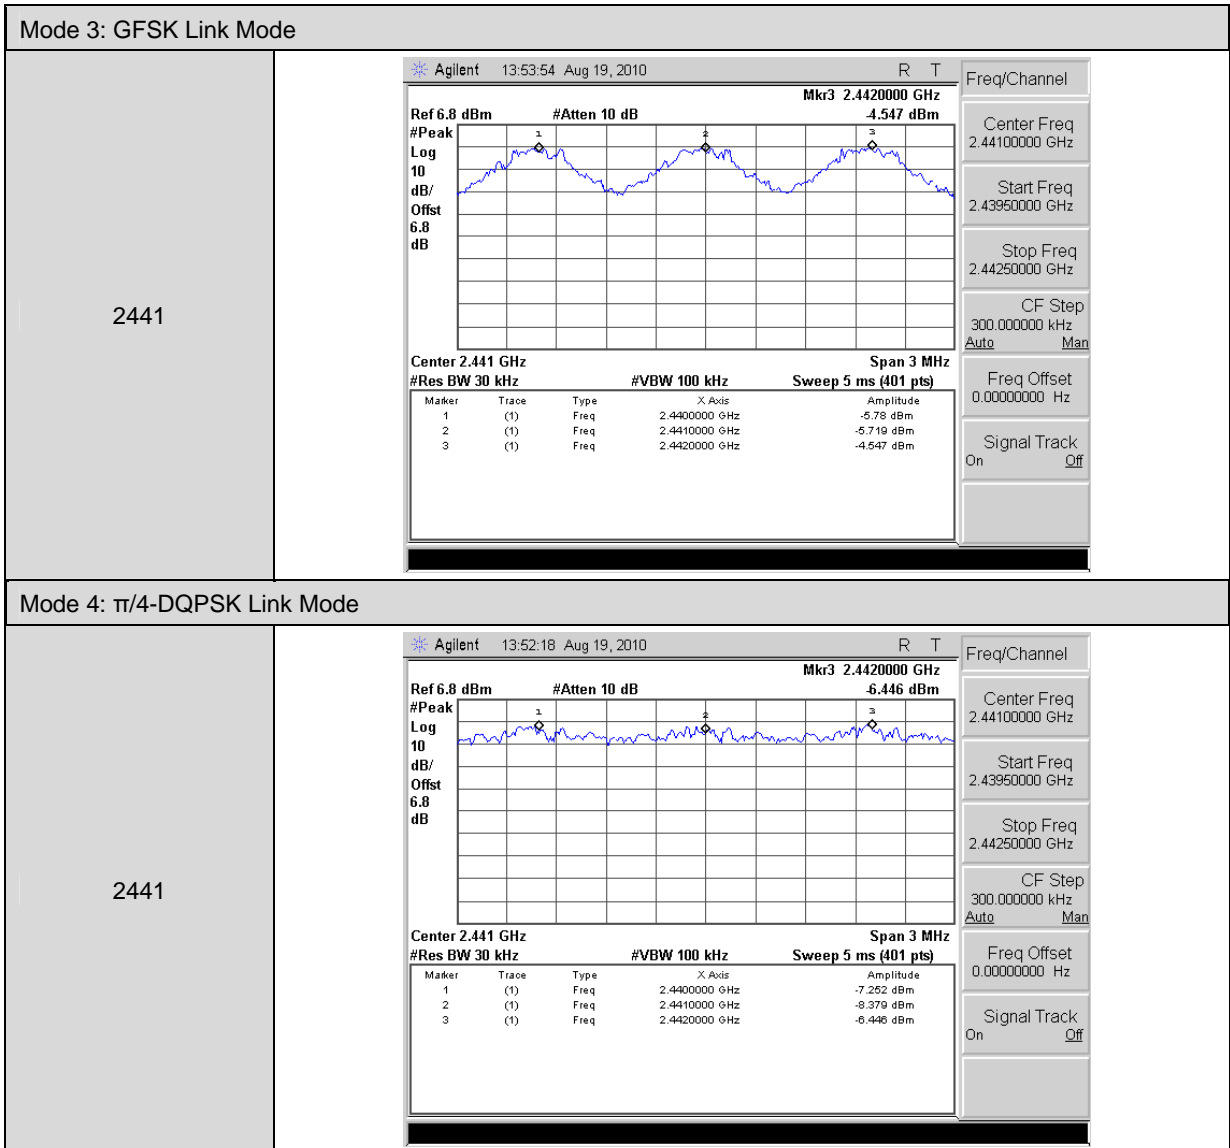 Mode 3: GFSK Link Mode
2441
Agilent 13:53:54 Aug 19, 2010 R T
Mkr3 2.4420000 GHz
Ref 6.8 dBm #Atten 10 dB -4.547 dBm
#Peak
Log
10
dB/
Offst
6.8
dB
1 2 3
Center 2.441 GHz Span 3 MHz
#Res BW 30 kHz #VBW 100 kHz Sweep 5 ms (401 pts)
Marker Trace Type X Axis Amplitude
1 (1) Freq 2.4400000 GHz -5.78 dBm
2 (1) Freq 2.4410000 GHz -5.719 dBm
3 (1) Freq 2.4420000 GHz -4.547 dBm
Freq/Channel
Center Freq
2.44100000 GHz
Start Freq
2.43950000 GHz
Stop Freq
2.44250000 GHz
CF Step
300.000000 kHz
Auto Man
Freq Offset
0.00000000 Hz
Signal Track
On Off
Mode 4: π/4-DQPSK Link Mode
2441
Agilent 13:52:18 Aug 19, 2010 R T
Mkr3 2.4420000 GHz
Ref 6.8 dBm #Atten 10 dB -6.446 dBm
#Peak
Log
10
dB/
Offst
6.8
dB
1 2 3
Center 2.441 GHz Span 3 MHz
#Res BW 30 kHz #VBW 100 kHz Sweep 5 ms (401 pts)
Marker Trace Type X Axis Amplitude
1 (1) Freq 2.4400000 GHz -7.252 dBm
2 (1) Freq 2.4410000 GHz -8.379 dBm
3 (1) Freq 2.4420000 GHz -6.446 dBm
Freq/Channel
Center Freq
2.44100000 GHz
Start Freq
2.43950000 GHz
Stop Freq
2.44250000 GHz
CF Step
300.000000 kHz
Auto Man
Freq Offset
0.00000000 Hz
Signal Track
On Off